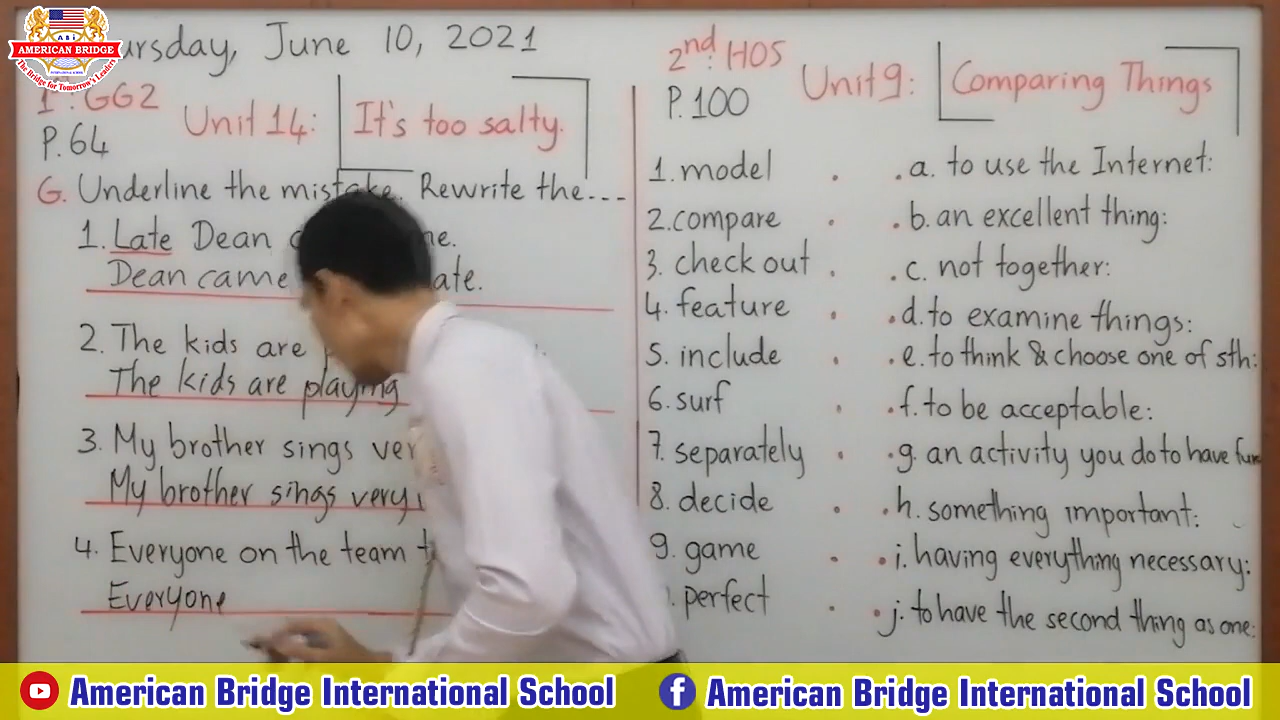 AMERICAN BRIDGE
The Bridge for Tomorrow's Leaders
June 10, 2021
GG2
P. 64
Unit 14: It's too salty.
G. Underline the mistake. Rewrite the...
1. Late Dean
Dean came
2. The kids are
The kids are playing
3. My brother sings
My brother sings very
4. Everyone on the team
Everyone
2nd: HOS
P. 100
Unit 9: Comparing Things
1. model . . a. to use the Internet:
2. compare . . b. an excellent thing:
3. check out . . c. not together:
4. feature . . d. to examine things:
5. include . . e. to think & choose one of sth:
6. surf . . f. to be acceptable:
7. separately . . g. an activity you do to have fun
8. decide . . h. something important:
9. game . . i. having everything necessary:
perfect . . j. to have the second thing as one:
American Bridge International School
American Bridge International School